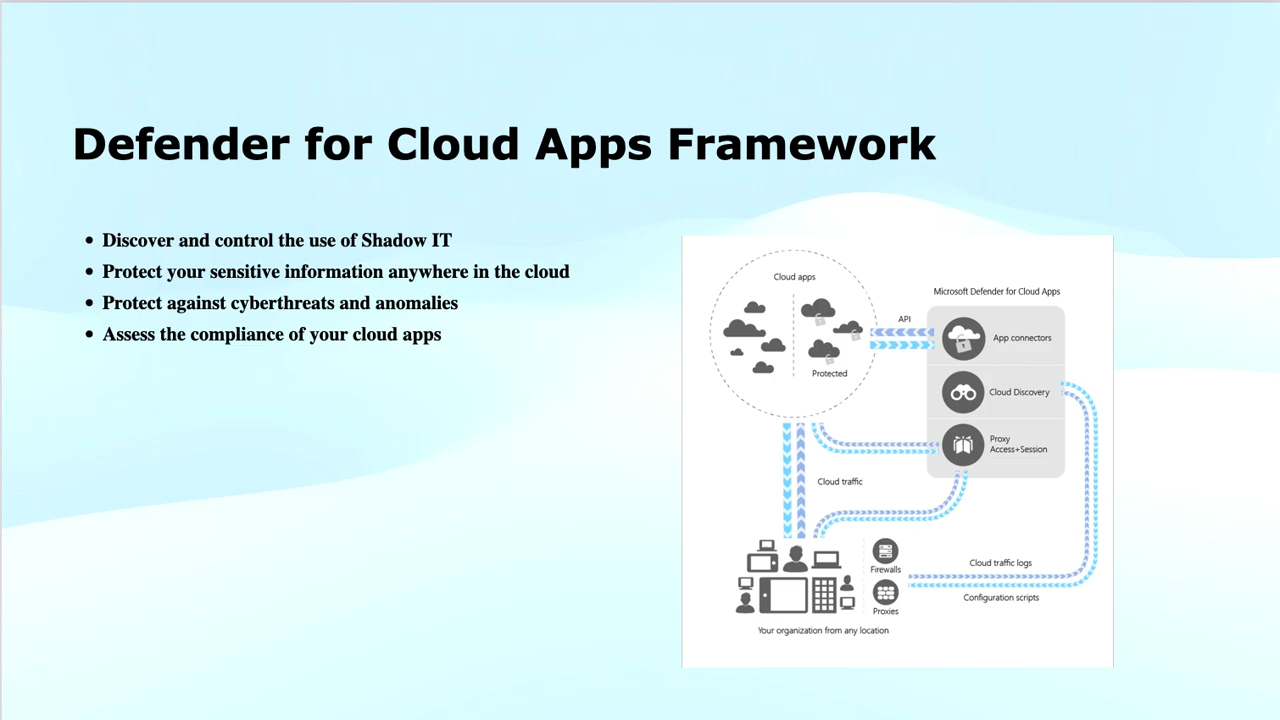 Defender for Cloud Apps Framework
Discover and control the use of Shadow IT
Protect your sensitive information anywhere in the cloud
Protect against cyberthreats and anomalies
Assess the compliance of your cloud apps
Cloud apps
Protected
API
Microsoft Defender for Cloud Apps
App connectors
Cloud Discovery
Proxy
Access+Session
Cloud traffic
Firewalls
Proxies
Cloud traffic logs
Configuration scripts
Your organization from any location